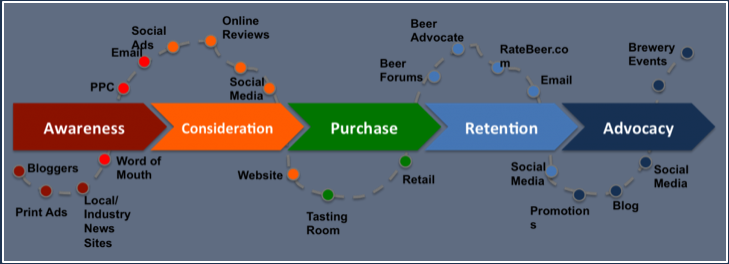 Social
Ads
Online
Reviews
Email
PPC
Social
Media
Beer
Advocate
Beer
Forums
RateBeer.co
m
Email
Brewery
Events
Awareness
Consideration
Purchase
Retention
Advocacy
Bloggers
Print Ads
Local/
Industry
News
Sites
Word of
Mouth
Website
Tasting
Room
Retail
Social
Media
Promotion
s
Blog
Social
Media